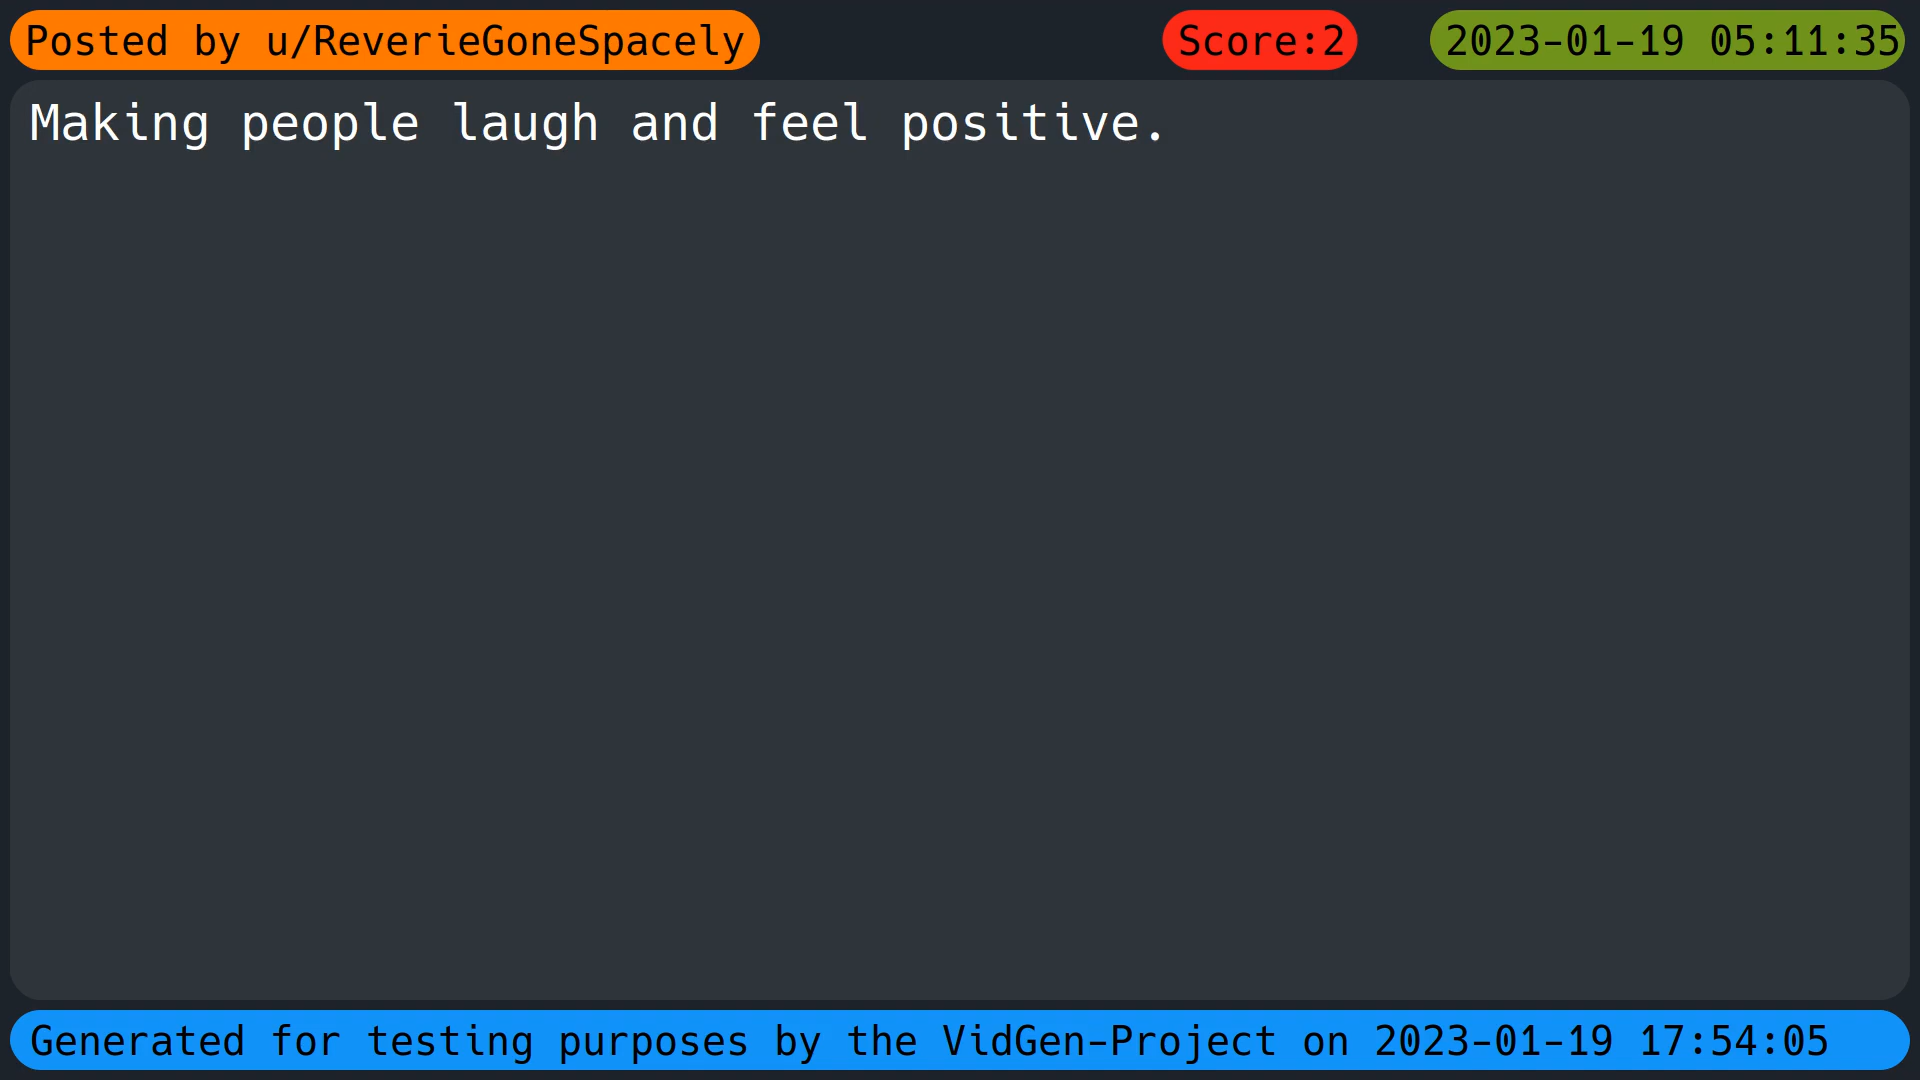 Posted by u/ReverieGoneSpacely
Score:2
2023-01-19 05:11:35
Making people laugh and feel positive.
Generated for testing purposes by the VidGen-Project on 2023-01-19 17:54:05